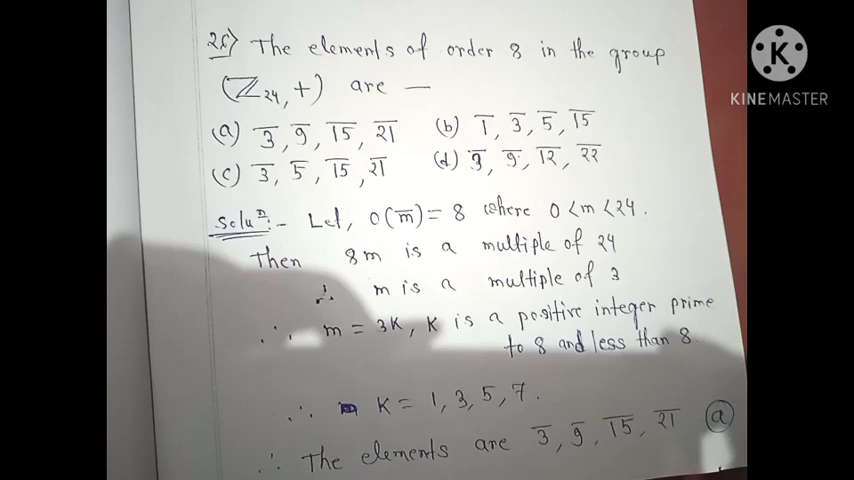 28) The elements of order 8 in the group
(ℤ₂₄, +) are —
(a) 3̅, 9̅, 1̅5̅, 2̅1̅ (b) 1̅, 3̅, 5̅, 1̅5̅
(c) 3̅, 5̅, 1̅5̅, 2̅1̅ (d) 3̅, 9̅, 1̅2̅, 2̅2̅
Soluⁿ:- Let, O(m̅) = 8 where 0 < m < 24.
Then 8m is a multiple of 24
∴ m is a multiple of 3
∴ m = 3K, K is a positive integer prime
to 8 and less than 8.
∴ K = 1, 3, 5, 7.
∴ The elements are 3̅, 9̅, 1̅5̅, 2̅1̅ (a)
K
KINEMASTER